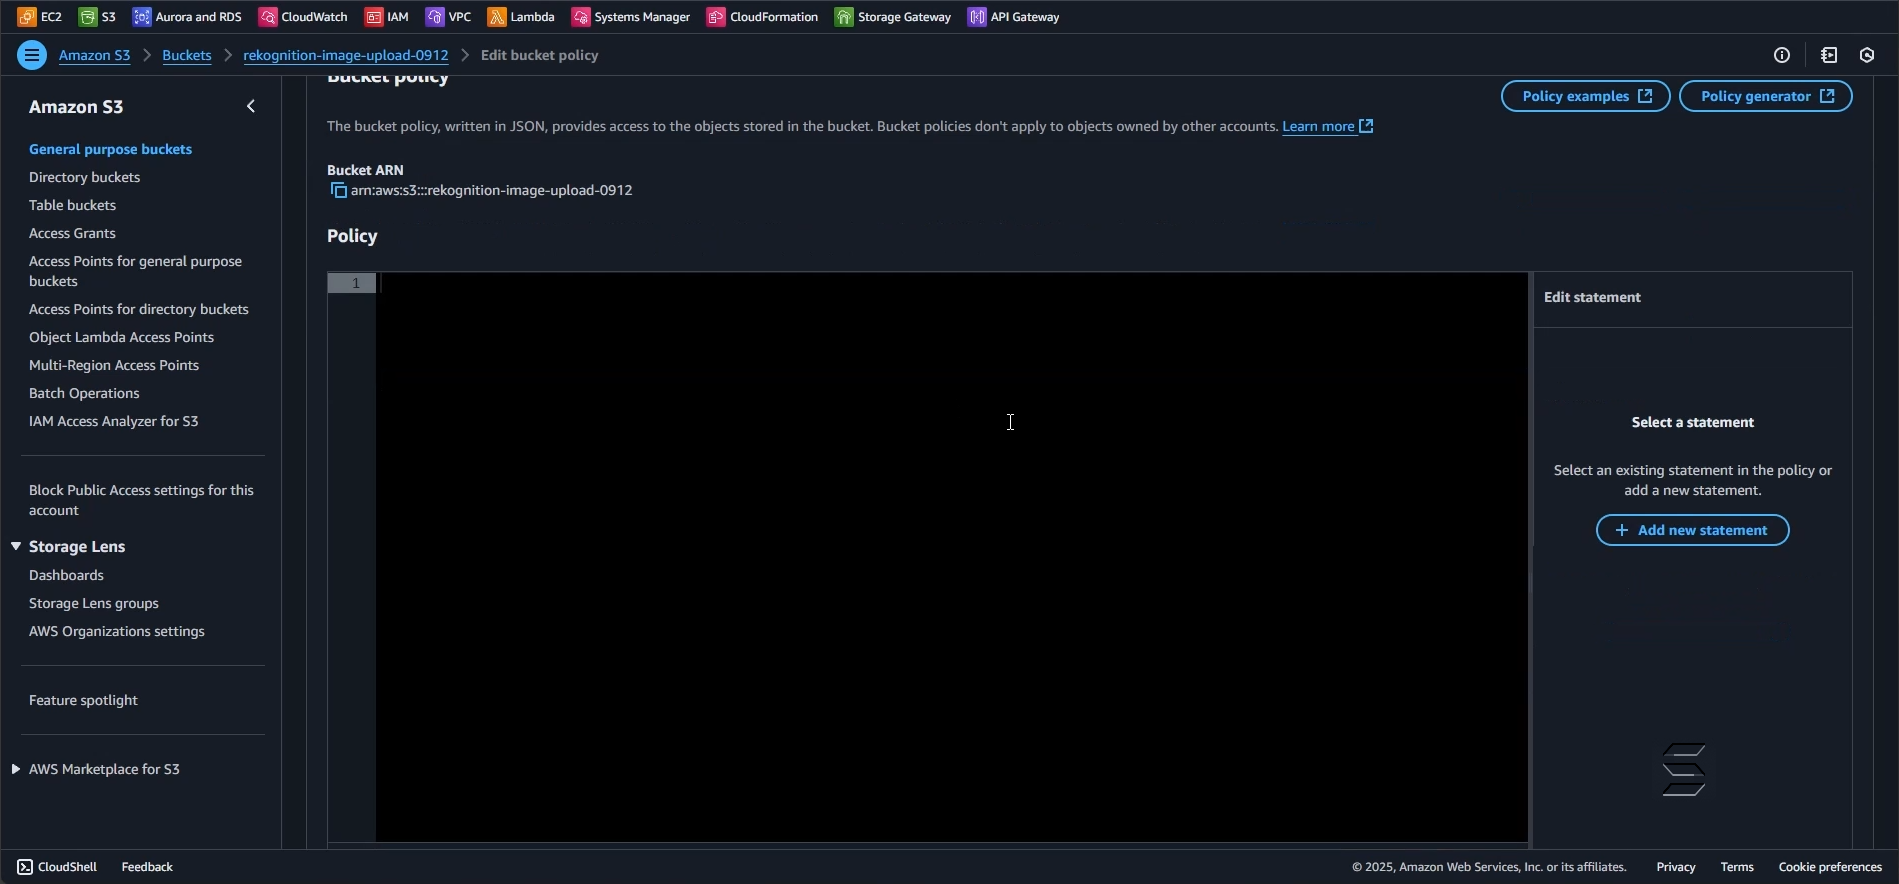 EC2 S3 Aurora and RDS CloudWatch IAM VPC Lambda Systems Manager CloudFormation Storage Gateway API Gateway
Amazon S3 > Buckets > rekognition-image-upload-0912 > Edit bucket policy
Amazon S3
General purpose buckets
Directory buckets
Table buckets
Access Grants
Access Points for general purpose
buckets
Access Points for directory buckets
Object Lambda Access Points
Multi-Region Access Points
Batch Operations
IAM Access Analyzer for S3
Block Public Access settings for this
account
Storage Lens
Dashboards
Storage Lens groups
AWS Organizations settings
Feature spotlight
AWS Marketplace for S3
Bucket policy
Policy examples
Policy generator
The bucket policy, written in JSON, provides access to the objects stored in the bucket. Bucket policies don't apply to objects owned by other accounts. Learn more
Bucket ARN
arn:aws:s3:::rekognition-image-upload-0912
Policy
1
Edit statement
Select a statement
Select an existing statement in the policy or
add a new statement.
+ Add new statement
CloudShell Feedback
© 2025, Amazon Web Services, Inc. or its affiliates. Privacy Terms Cookie preferences